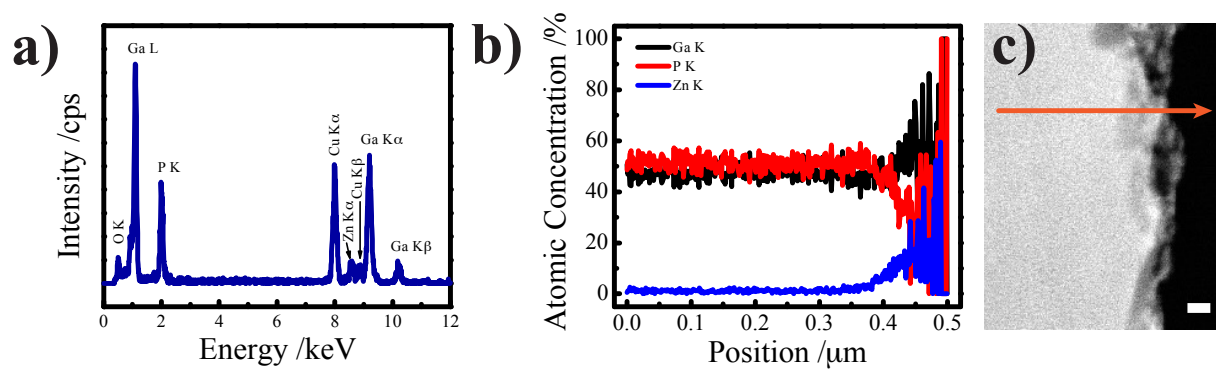 a)
Intensity /cps
O K
Ga L
P K
Cu Kα
Zn Kα
Cu Kβ
Ga Kα
Ga Kβ
0 2 4 6 8 10 12
Energy /keV
b)
Atomic Concentration /%
100
80
60
40
20
0
Ga K
P K
Zn K
0.0 0.1 0.2 0.3 0.4 0.5
Position /μm
c)